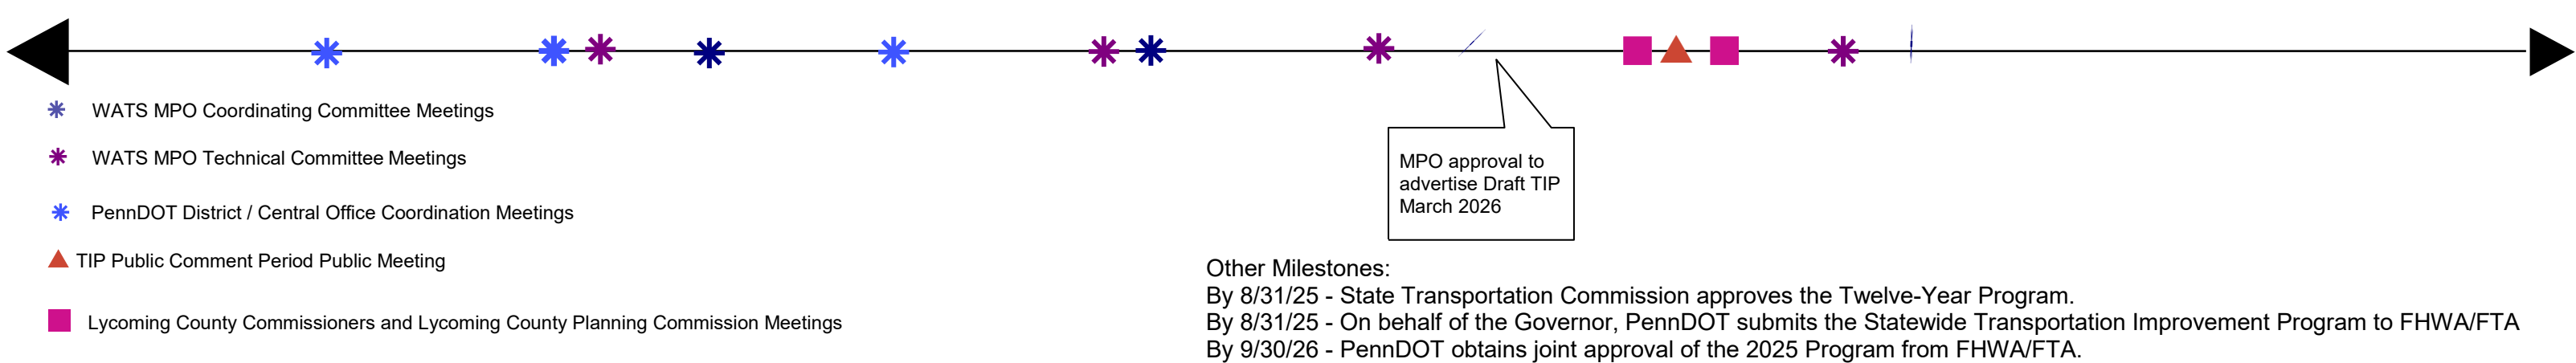 WATS MPO Coordinating Committee Meetings
WATS MPO Technical Committee Meetings
PennDOT District / Central Office Coordination Meetings
TIP Public Comment Period Public Meeting
Lycoming County Commissioners and Lycoming County Planning Commission Meetings
MPO approval to
advertise Draft TIP
March 2026
Other Milestones:
By 8/31/25 - State Transportation Commission approves the Twelve-Year Program.
By 8/31/25 - On behalf of the Governor, PennDOT submits the Statewide Transportation Improvement Program to FHWA/FTA
By 9/30/26 - PennDOT obtains joint approval of the 2025 Program from FHWA/FTA.